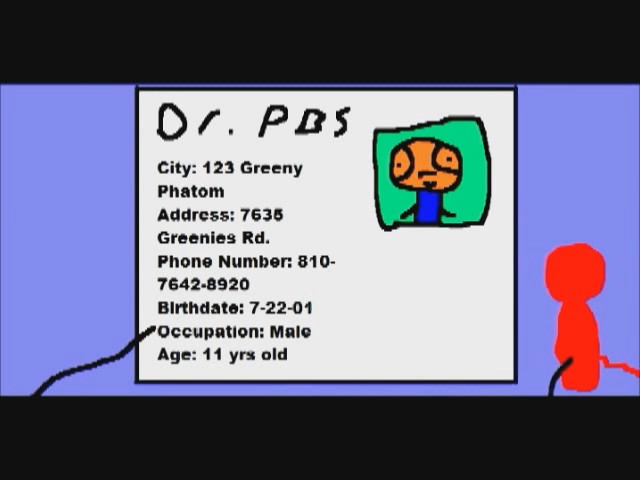 Dr. PBS
City: 123 Greeny
Phatom
Address: 7635
Greenies Rd.
Phone Number: 810-
7642-8920
Birthdate: 7-22-01
Occupation: Male
Age: 11 yrs old